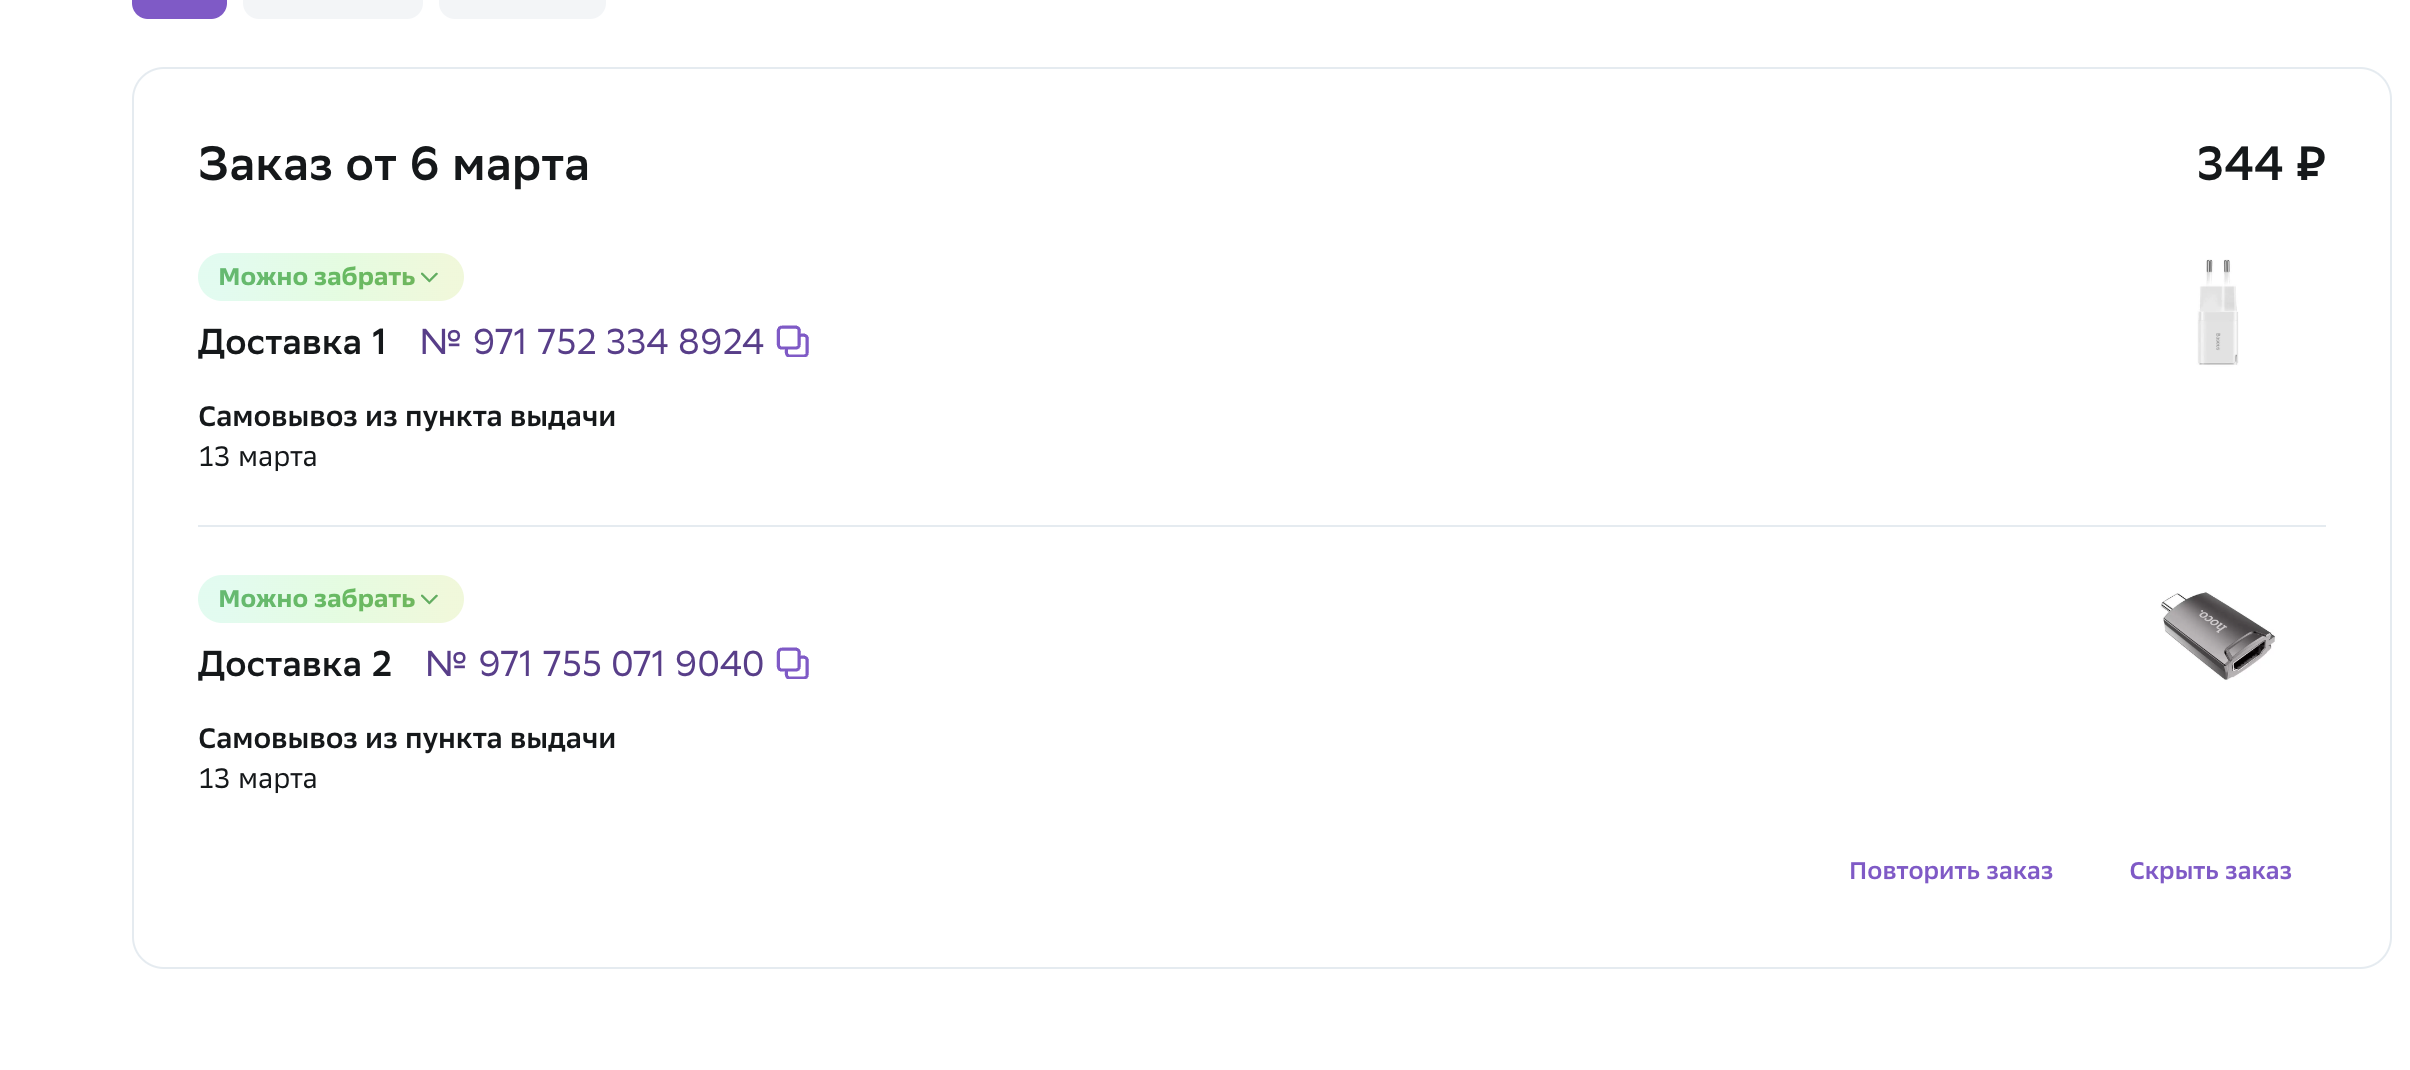 Заказ от 6 марта
344 ₽
Можно забрать
Доставка 1 № 971 752 334 8924
Самовывоз из пункта выдачи
13 марта
Можно забрать
hoco.
Доставка 2 № 971 755 071 9040
Самовывоз из пункта выдачи
13 марта
Повторить заказ Скрыть заказ